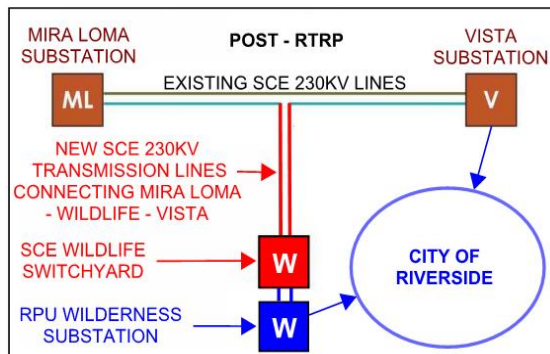 MIRA LOMA
SUBSTATION
POST - RTRP
VISTA
SUBSTATION
ML
EXISTING SCE 230KV LINES
V
NEW SCE 230KV
TRANSMISSION LINES
CONNECTING MIRA LOMA
- WILDLIFE - VISTA
SCE WILDLIFE
SWITCHYARD
W
CITY OF
RIVERSIDE
RPU WILDERNESS
SUBSTATION
W